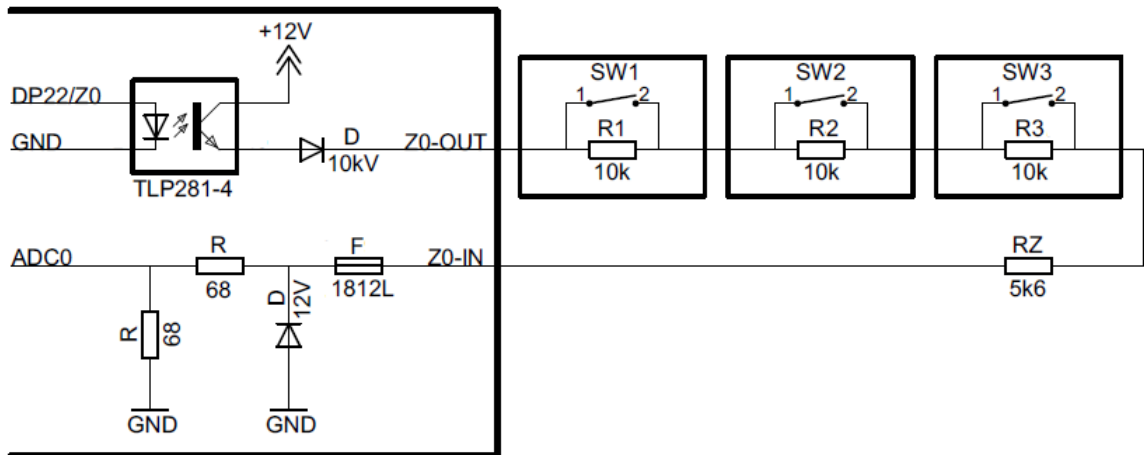 +12V
SW1 SW2 SW3
1 2 1 2 1 2
DP22/Z0
GND
D
10kV
Z0-OUT
R1 R2 R3
10k 10k 10k
TLP281-4
ADC0
R
68
F
1812L
Z0-IN
RZ
5k6
D
12V
R
68
GND GND